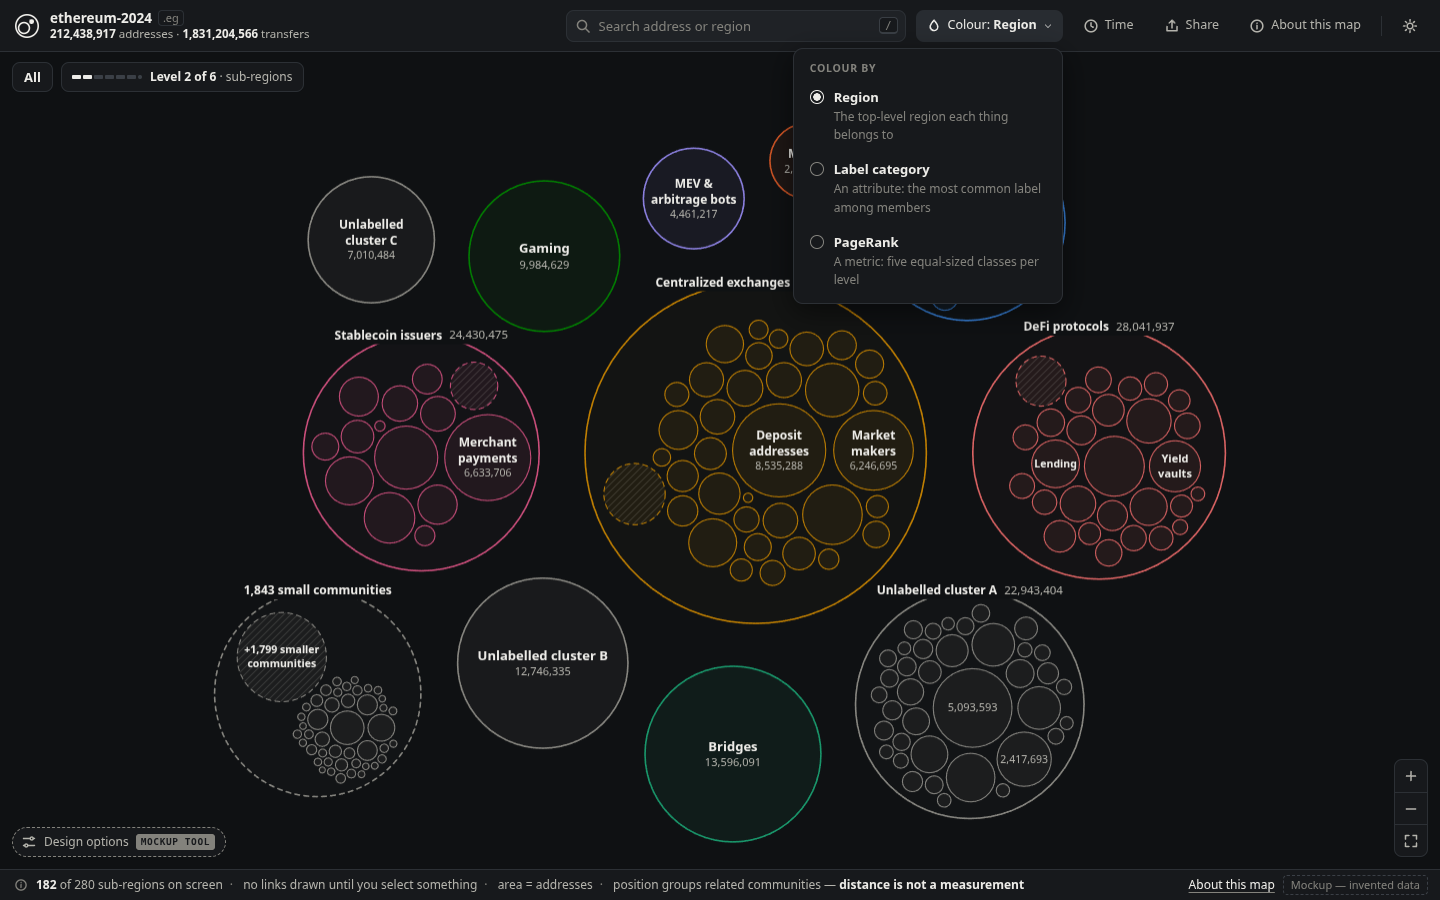 ethereum-2024 .eg
212,438,917 addresses · 1,831,204,566 transfers
Search address or region /
Colour: Region
Time
Share
About this map
All
Level 2 of 6 · sub-regions
COLOUR BY
Region
The top-level region each thing
belongs to
Label category
An attribute: the most common label
among members
PageRank
A metric: five equal-sized classes per
level
MEV &
arbitrage bots
4,461,217
Unlabelled
cluster C
7,010,484
Gaming
9,984,629
Centralized exchanges
Stablecoin issuers 24,430,475
DeFi protocols 28,041,937
Merchant
payments
6,633,706
Deposit
addresses
8,535,288
Market
makers
6,246,695
Lending
Yield
vaults
1,843 small communities
+1,799 smaller
communities
Unlabelled cluster B
12,746,335
Unlabelled cluster A 22,943,404
5,093,593
2,417,693
Bridges
13,596,091
Design options MOCKUP TOOL
182 of 280 sub-regions on screen · no links drawn until you select something · area = addresses · position groups related communities — distance is not a measurement
About this map
Mockup — invented data